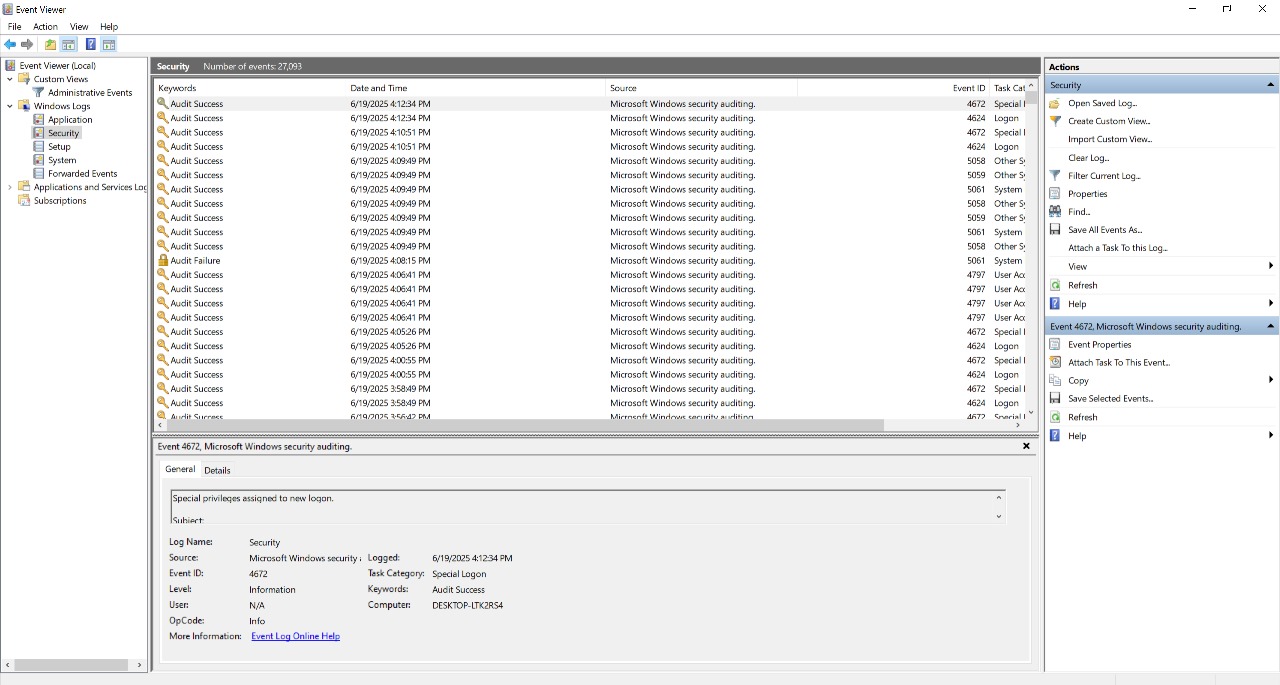 Event Viewer
File Action View Help
Event Viewer (Local)
Custom Views
Administrative Events
Windows Logs
Application
Security
Setup
System
Forwarded Events
Applications and Services Log
Subscriptions
Security Number of events: 27,093
Keywords Date and Time Source Event ID Task Cat
Audit Success 6/19/2025 4:12:34 PM Microsoft Windows security auditing. 4672 Special
Audit Success 6/19/2025 4:12:34 PM Microsoft Windows security auditing. 4624 Logon
Audit Success 6/19/2025 4:10:51 PM Microsoft Windows security auditing. 4672 Special
Audit Success 6/19/2025 4:10:51 PM Microsoft Windows security auditing. 4624 Logon
Audit Success 6/19/2025 4:09:49 PM Microsoft Windows security auditing. 5058 Other Sy
Audit Success 6/19/2025 4:09:49 PM Microsoft Windows security auditing. 5059 Other Sy
Audit Success 6/19/2025 4:09:49 PM Microsoft Windows security auditing. 5061 System
Audit Success 6/19/2025 4:09:49 PM Microsoft Windows security auditing. 5058 Other Sy
Audit Success 6/19/2025 4:09:49 PM Microsoft Windows security auditing. 5059 Other Sy
Audit Success 6/19/2025 4:09:49 PM Microsoft Windows security auditing. 5061 System
Audit Success 6/19/2025 4:09:49 PM Microsoft Windows security auditing. 5058 Other Sy
Audit Failure 6/19/2025 4:08:15 PM Microsoft Windows security auditing. 5061 System
Audit Success 6/19/2025 4:06:41 PM Microsoft Windows security auditing. 4797 User Ac
Audit Success 6/19/2025 4:06:41 PM Microsoft Windows security auditing. 4797 User Ac
Audit Success 6/19/2025 4:06:41 PM Microsoft Windows security auditing. 4797 User Ac
Audit Success 6/19/2025 4:06:41 PM Microsoft Windows security auditing. 4797 User Ac
Audit Success 6/19/2025 4:05:26 PM Microsoft Windows security auditing. 4672 Special
Audit Success 6/19/2025 4:05:26 PM Microsoft Windows security auditing. 4624 Logon
Audit Success 6/19/2025 4:00:55 PM Microsoft Windows security auditing. 4672 Special
Audit Success 6/19/2025 4:00:55 PM Microsoft Windows security auditing. 4624 Logon
Audit Success 6/19/2025 3:58:49 PM Microsoft Windows security auditing. 4672 Special
Audit Success 6/19/2025 3:58:49 PM Microsoft Windows security auditing. 4624 Logon
Audit Success 6/19/2025 3:56:42 PM Microsoft Windows security auditing. 4672 Special
Event 4672, Microsoft Windows security auditing.
General Details
Special privileges assigned to new logon.
Subject:
Log Name: Security
Source: Microsoft Windows security Logged: 6/19/2025 4:12:34 PM
Event ID: 4672 Task Category: Special Logon
Level: Information Keywords: Audit Success
User: N/A Computer: DESKTOP-LTK2RS4
OpCode: Info
More Information: Event Log Online Help
Actions
Security
Open Saved Log...
Create Custom View...
Import Custom View...
Clear Log...
Filter Current Log...
Properties
Find...
Save All Events As...
Attach a Task To this Log...
View
Refresh
Help
Event 4672, Microsoft Windows security auditing.
Event Properties
Attach Task To This Event...
Copy
Save Selected Events...
Refresh
Help